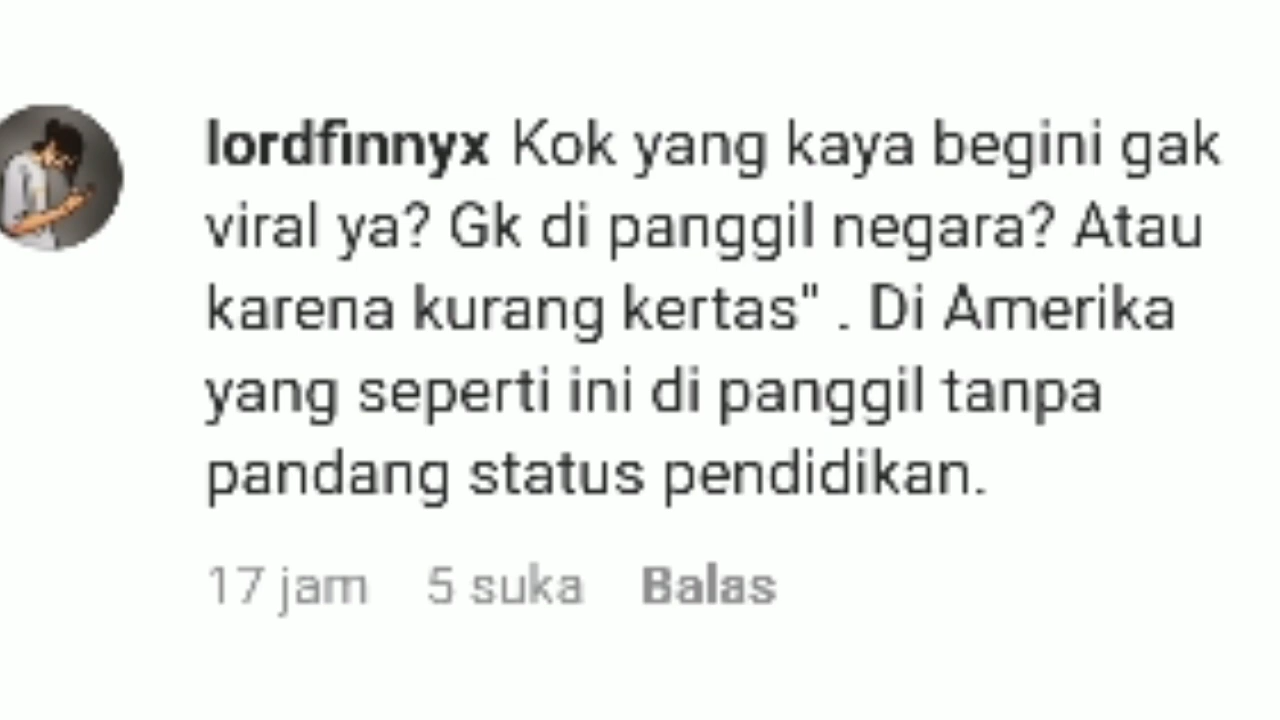 lordfinnyx Kok yang kaya begini gak
viral ya? Gk di panggil negara? Atau
karena kurang kertas" . Di Amerika
yang seperti ini di panggil tanpa
pandang status pendidikan.
17 jam 5 suka Balas